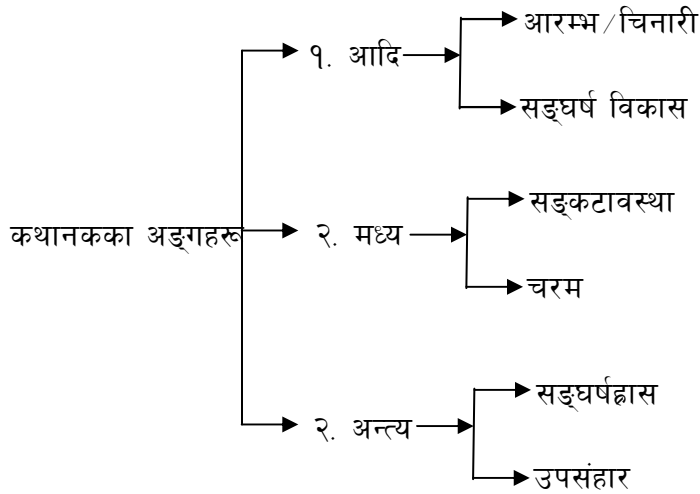 आरम्भ/चिनारी
१. आदि
सङ्घर्ष विकास
सङ्कटावस्था
कथानकका अङ्गहरू
२. मध्य
चरम
सङ्घर्षह्रास
२. अन्त्य
उपसंहार